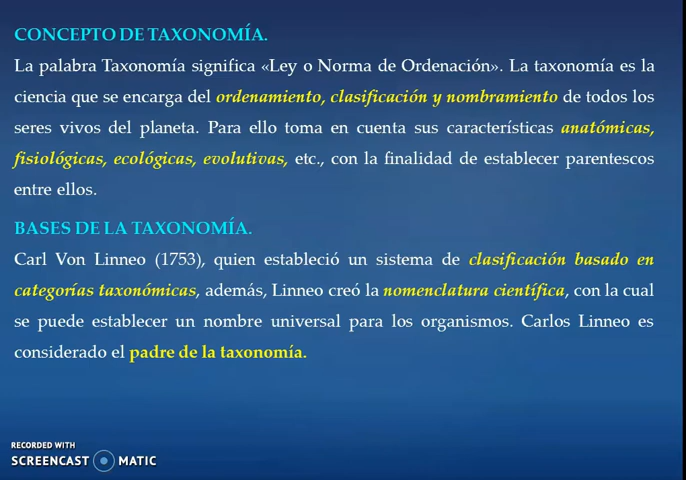 CONCEPTO DE TAXONOMÍA.
La palabra Taxonomía significa «Ley o Norma de Ordenación». La taxonomía es la
ciencia que se encarga del ordenamiento, clasificación y nombramiento de todos los
seres vivos del planeta. Para ello toma en cuenta sus características anatómicas,
fisiológicas, ecológicas, evolutivas, etc., con la finalidad de establecer parentescos
entre ellos.
BASES DE LA TAXONOMÍA.
Carl Von Linneo (1753), quien estableció un sistema de clasificación basado en
categorías taxonómicas, además, Linneo creó la nomenclatura científica, con la cual
se puede establecer un nombre universal para los organismos. Carlos Linneo es
considerado el padre de la taxonomía.
RECORDED WITH
SCREENCAST MATIC